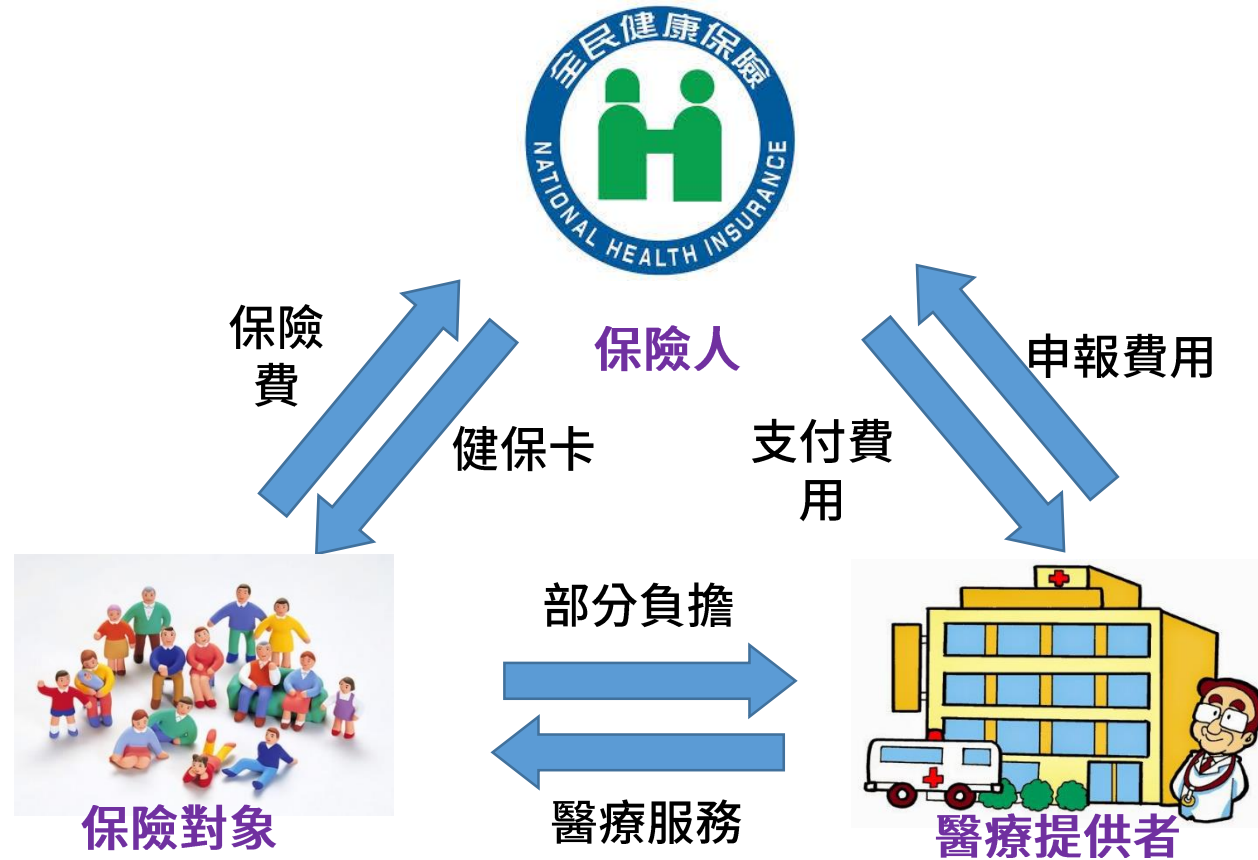 全民健康保險
NATIONAL HEALTH INSURANCE
保險
費
保險人
申報費用
健保卡
支付費
用
部分負擔
醫療服務
保險對象
醫療提供者